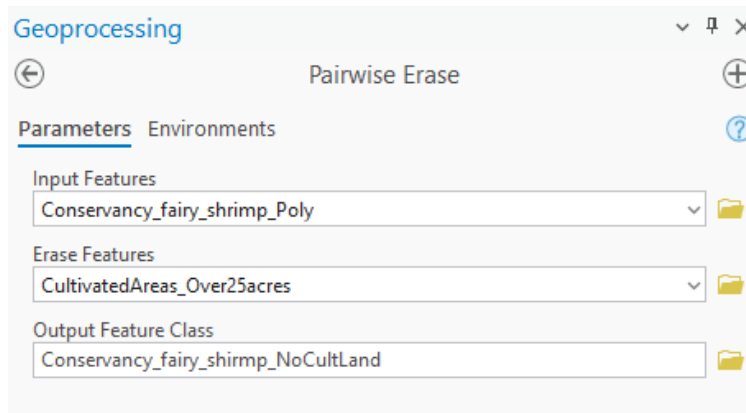 Geoprocessing
Pairwise Erase
Parameters Environments
Input Features
Conservancy_fairy_shrimp_Poly
Erase Features
CultivatedAreas_Over25acres
Output Feature Class
Conservancy_fairy_shirmp_NoCultLand